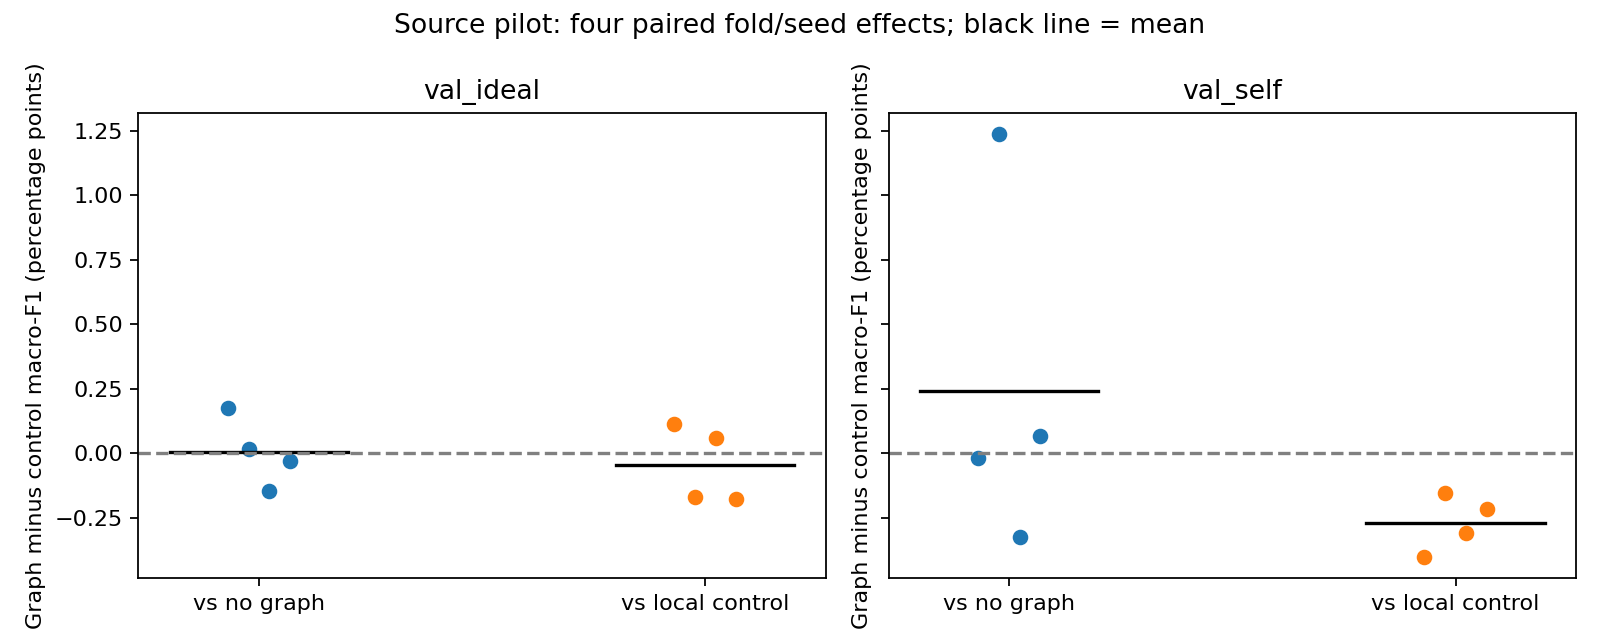 Source pilot: four paired fold/seed effects; black line = mean
val_ideal
Graph minus control macro-F1 (percentage points)
1.25
1.00
0.75
0.50
0.25
0.00
−0.25
vs no graph
vs local control
val_self
Graph minus control macro-F1 (percentage points)
vs no graph
vs local control